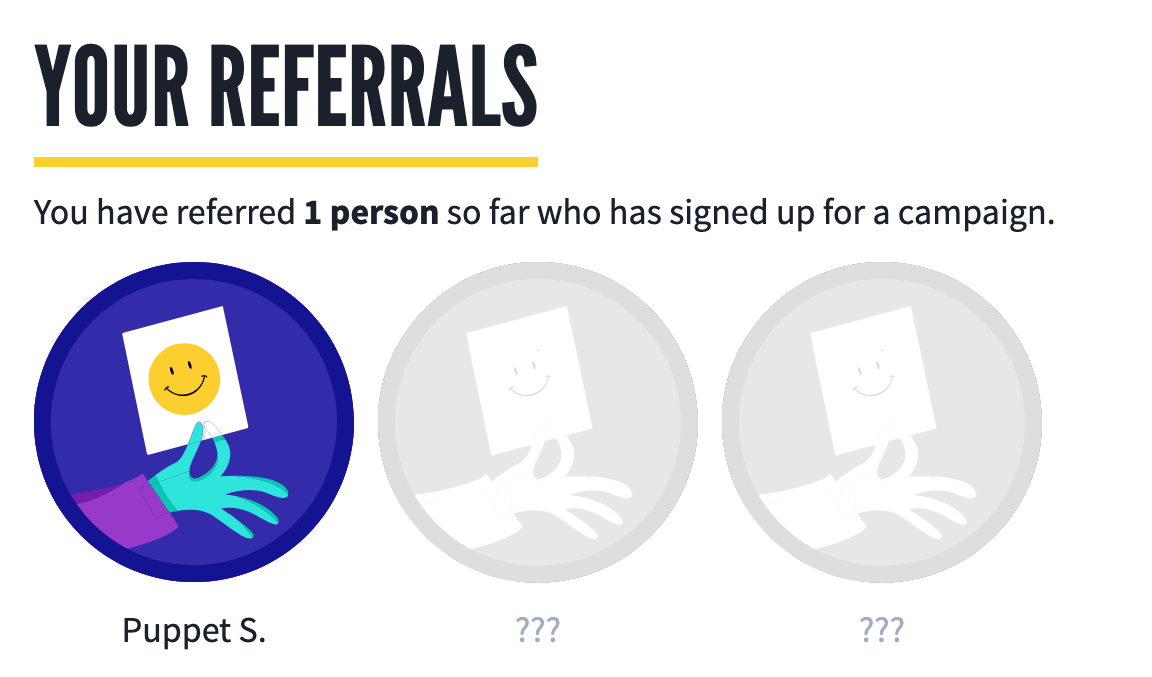 YOUR REFERRALS
You have referred 1 person so far who has signed up for a campaign.
Puppet S.
???
???